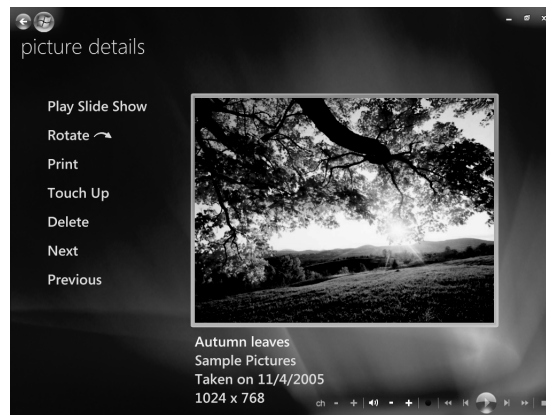 picture details
Play Slide Show
Rotate
Print
Touch Up
Delete
Next
Previous
Autumn leaves
Sample Pictures
Taken on 11/4/2005
1024 x 768
ch - +
- +